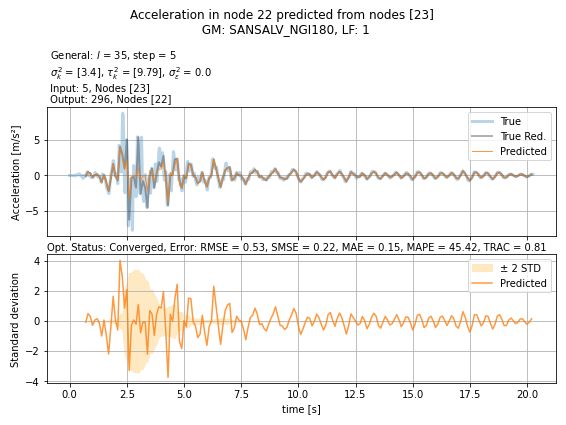 Acceleration in node 22 predicted from nodes [23]
GM: SANSALV_NGI180, LF: 1
General: l = 35, step = 5
σ²ₖ = [3.4], τ²ₖ = [9.79], σ²ε = 0.0
Input: 5, Nodes [23]
Output: 296, Nodes [22]
Acceleration [m/s²]
5
0
−5
True
True Red.
Predicted
Opt. Status: Converged, Error: RMSE = 0.53, SMSE = 0.22, MAE = 0.15, MAPE = 45.42, TRAC = 0.81
Standard deviation
4
2
0
−2
−4
± 2 STD
Predicted
0.0 2.5 5.0 7.5 10.0 12.5 15.0 17.5 20.0
time [s]